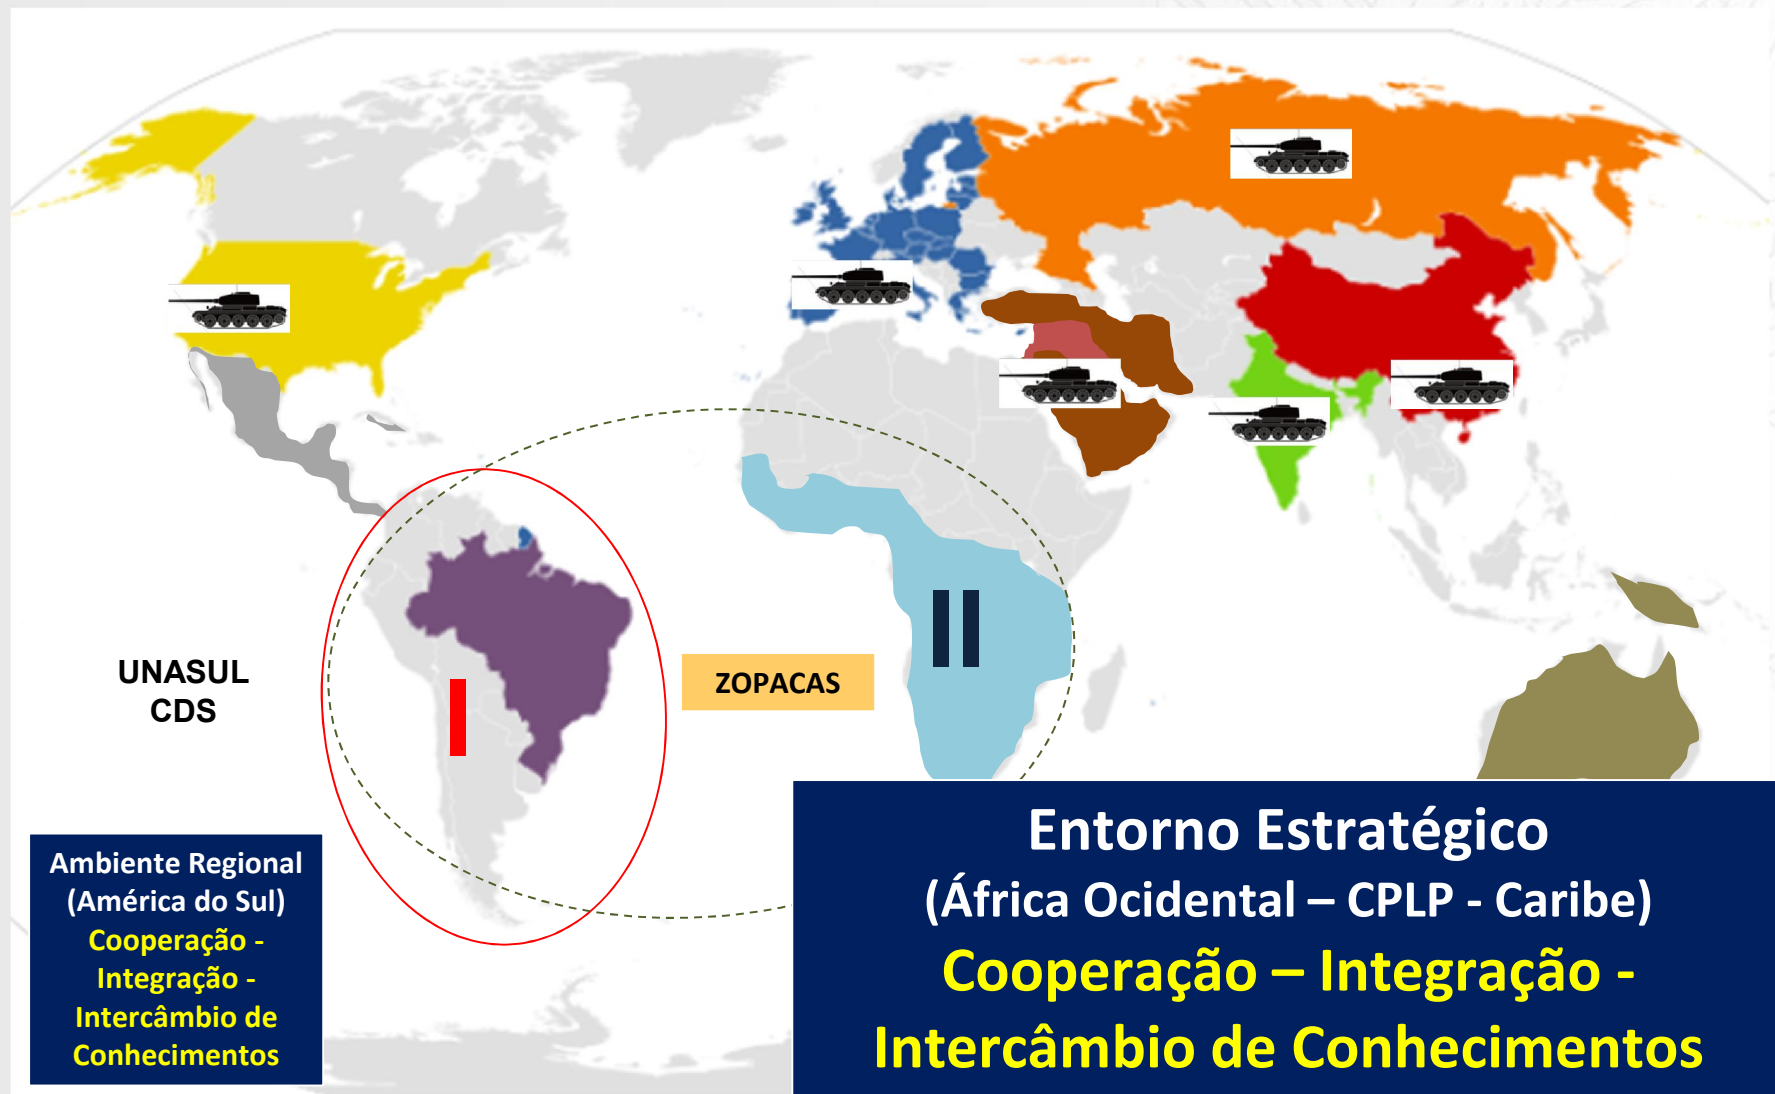 UNASUL
CDS
I
ZOPACAS
II
Ambiente Regional
(América do Sul)
Cooperação -
Integração -
Intercâmbio de
Conhecimentos
Entorno Estratégico
(África Ocidental – CPLP - Caribe)
Cooperação – Integração -
Intercâmbio de Conhecimentos